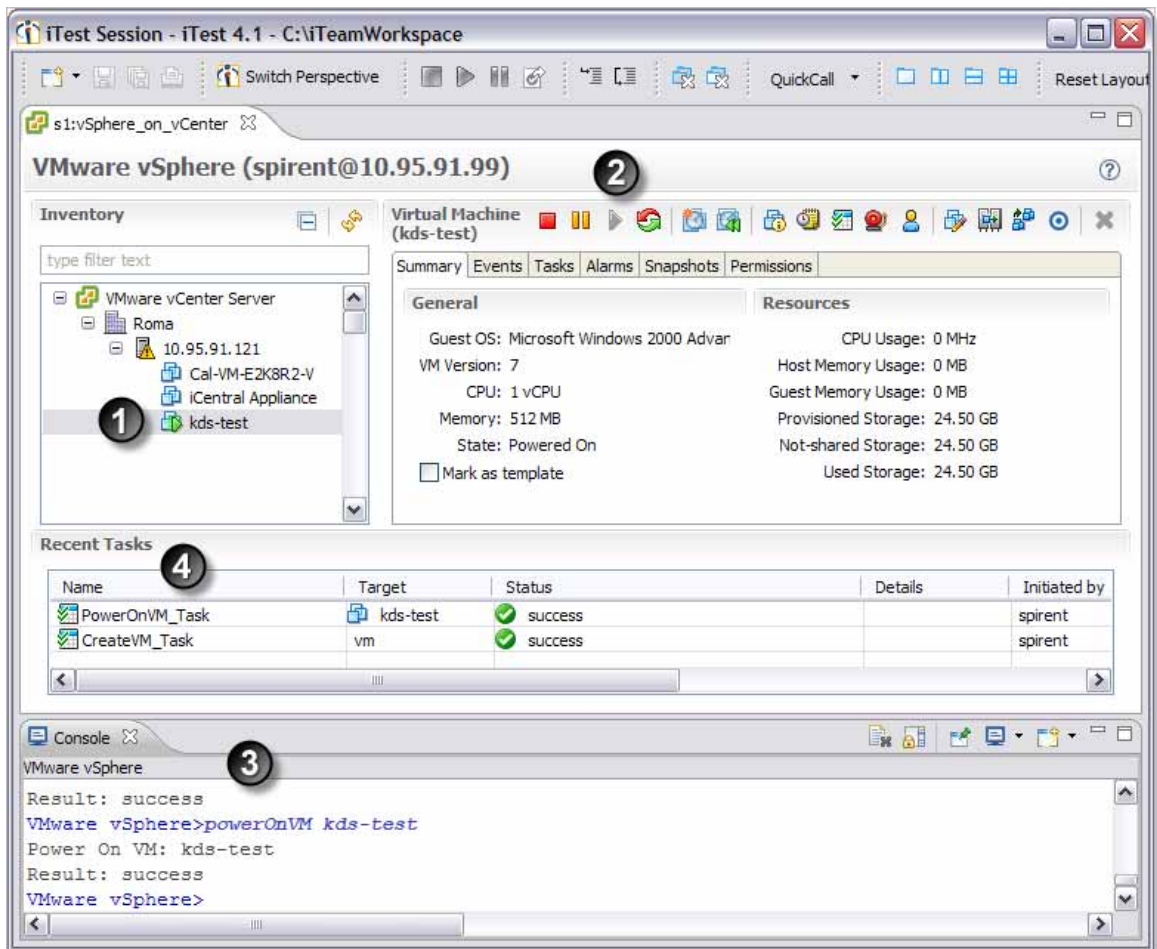 iTest Session - iTest 4.1 - C:\iTeamWorkspace
Switch Perspective QuickCall Reset Layout
s1:vSphere_on_vCenter
VMware vSphere (spirent@10.95.91.99)
2
Inventory
type filter text
VMware vCenter Server
Roma
10.95.91.121
Cal-VM-E2K8R2-V
iCentral Appliance
1
kds-test
Virtual Machine
(kds-test)
Summary Events Tasks Alarms Snapshots Permissions
General
Guest OS: Microsoft Windows 2000 Advar
VM Version: 7
CPU: 1 vCPU
Memory: 512 MB
State: Powered On
Mark as template
Resources
CPU Usage: 0 MHz
Host Memory Usage: 0 MB
Guest Memory Usage: 0 MB
Provisioned Storage: 24.50 GB
Not-shared Storage: 24.50 GB
Used Storage: 24.50 GB
Recent Tasks
4
Name Target Status Details Initiated by
PowerOnVM_Task kds-test success spirent
CreateVM_Task vm success spirent
Console
3
VMware vSphere
Result: success
VMware vSphere>powerOnVM kds-test
Power On VM: kds-test
Result: success
VMware vSphere>